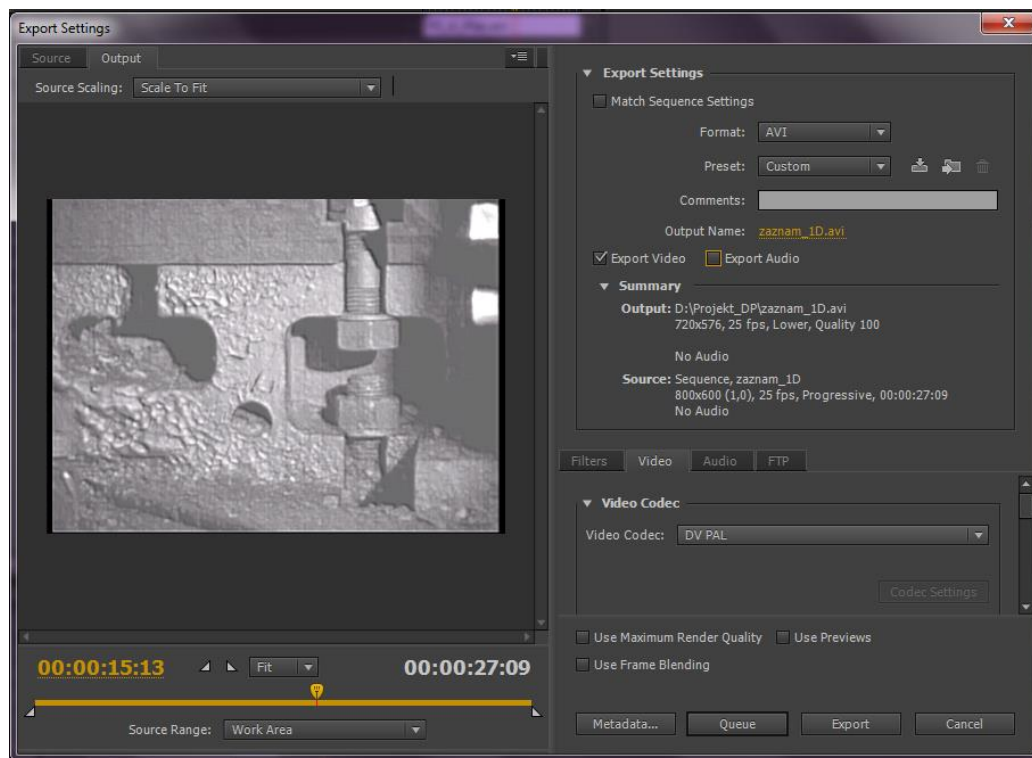 Export Settings
Source Output
Source Scaling: Scale To Fit
00:00:15:13 Fit 00:00:27:09
Source Range: Work Area
Export Settings
Match Sequence Settings
Format: AVI
Preset: Custom
Comments:
Output Name: zaznam_1D.avi
Export Video Export Audio
Summary
Output: D:\Projekt_DP\zaznam_1D.avi
720x576, 25 fps, Lower, Quality 100
No Audio
Source: Sequence, zaznam_1D
800x600 (1,0), 25 fps, Progressive, 00:00:27:09
No Audio
Filters Video Audio FTP
Video Codec
Video Codec: DV PAL
Codec Settings
Use Maximum Render Quality Use Previews
Use Frame Blending
Metadata... Queue Export Cancel